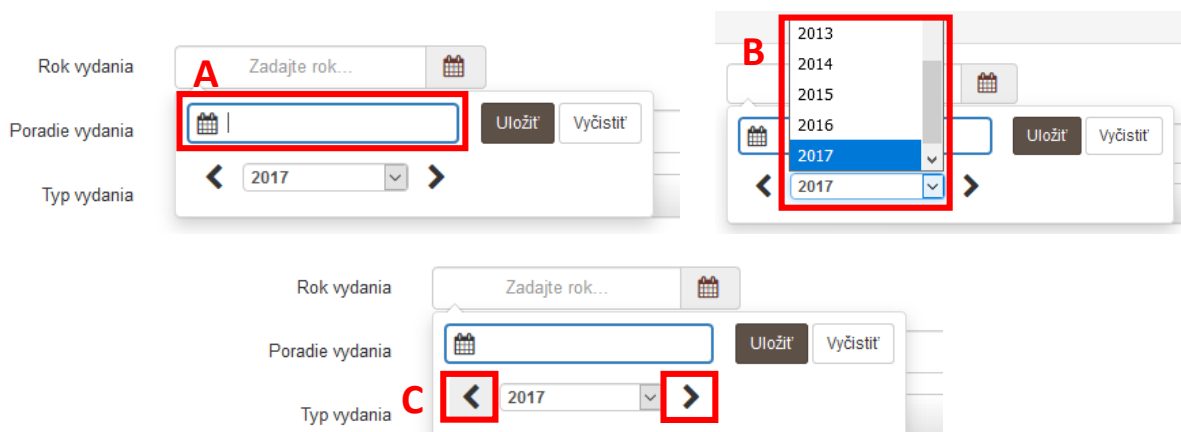 Rok vydania
Zadajte rok...
A
Uložiť
Vyčistiť
Poradie vydania
2017
Typ vydania
B
2013
2014
2015
2016
2017
Uložiť
Vyčistiť
2017
Rok vydania
Zadajte rok...
Uložiť
Vyčistiť
Poradie vydania
C
2017
Typ vydania